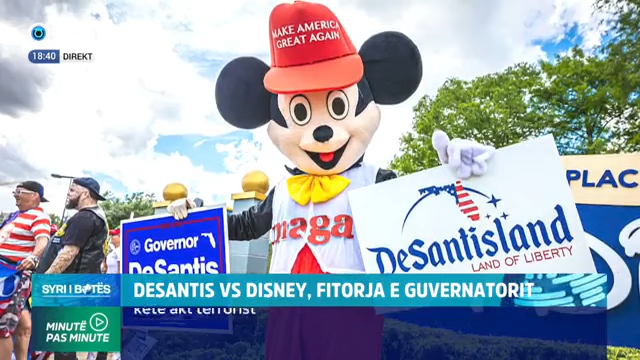 18:40 DIREKT
MAKE AMERICA
GREAT AGAIN
maga
Governor
DeSantis
DeSantisland
LAND OF LIBERTY
PLAC
SYRI I BOTËS
DESANTIS VS DISNEY, FITORJA E GUVERNATORIT
MINUTË
PAS MINUTE
këtë akt terrorist